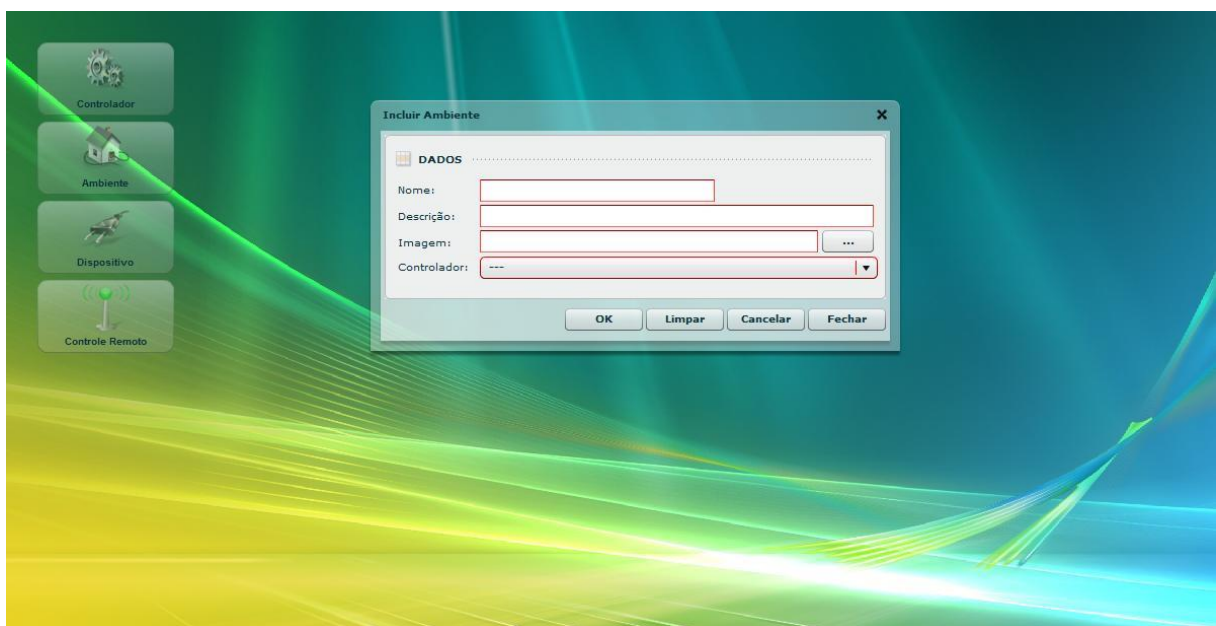 Controlador
Ambiente
Dispositivo
Controle Remoto
Incluir Ambiente
DADOS
Nome:
Descrição:
Imagem: ...
Controlador: ---
OK Limpar Cancelar Fechar